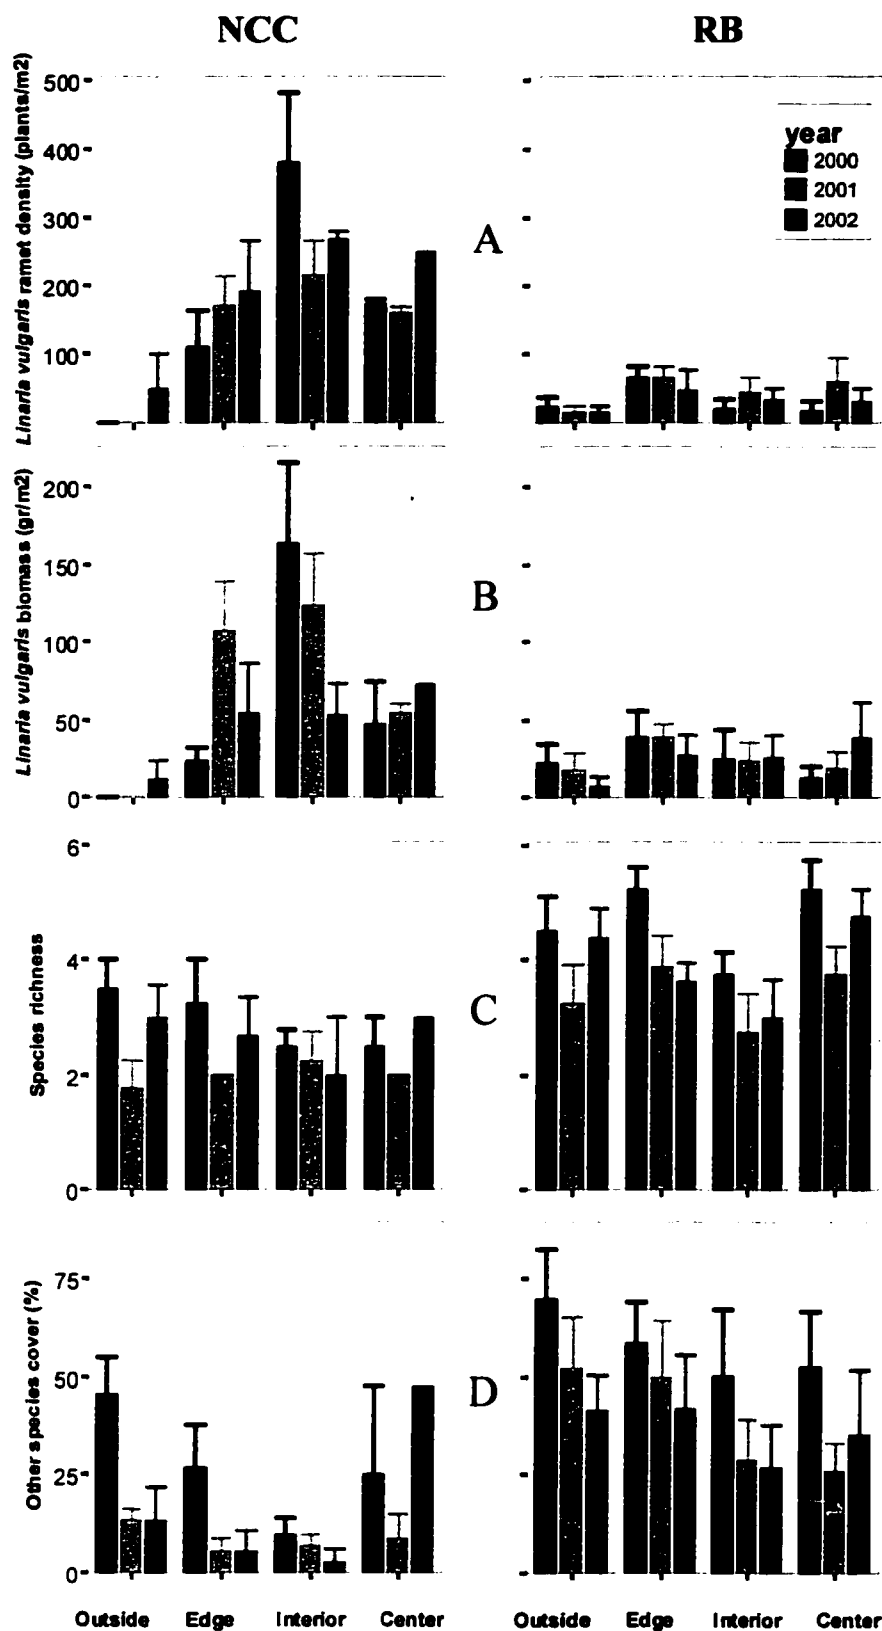 NCC
RB
Linaria vulgaris ramet density (plants/m2)
500
400
300
200
100
A
year
2000
2001
2002
Linaria vulgaris biomass (gr/m2)
200
150
100
50
0
B
Species richness
6
4
2
0
C
Other species cover (%)
75
50
25
0
D
Outside Edge Interior Center
Outside Edge Interior Center